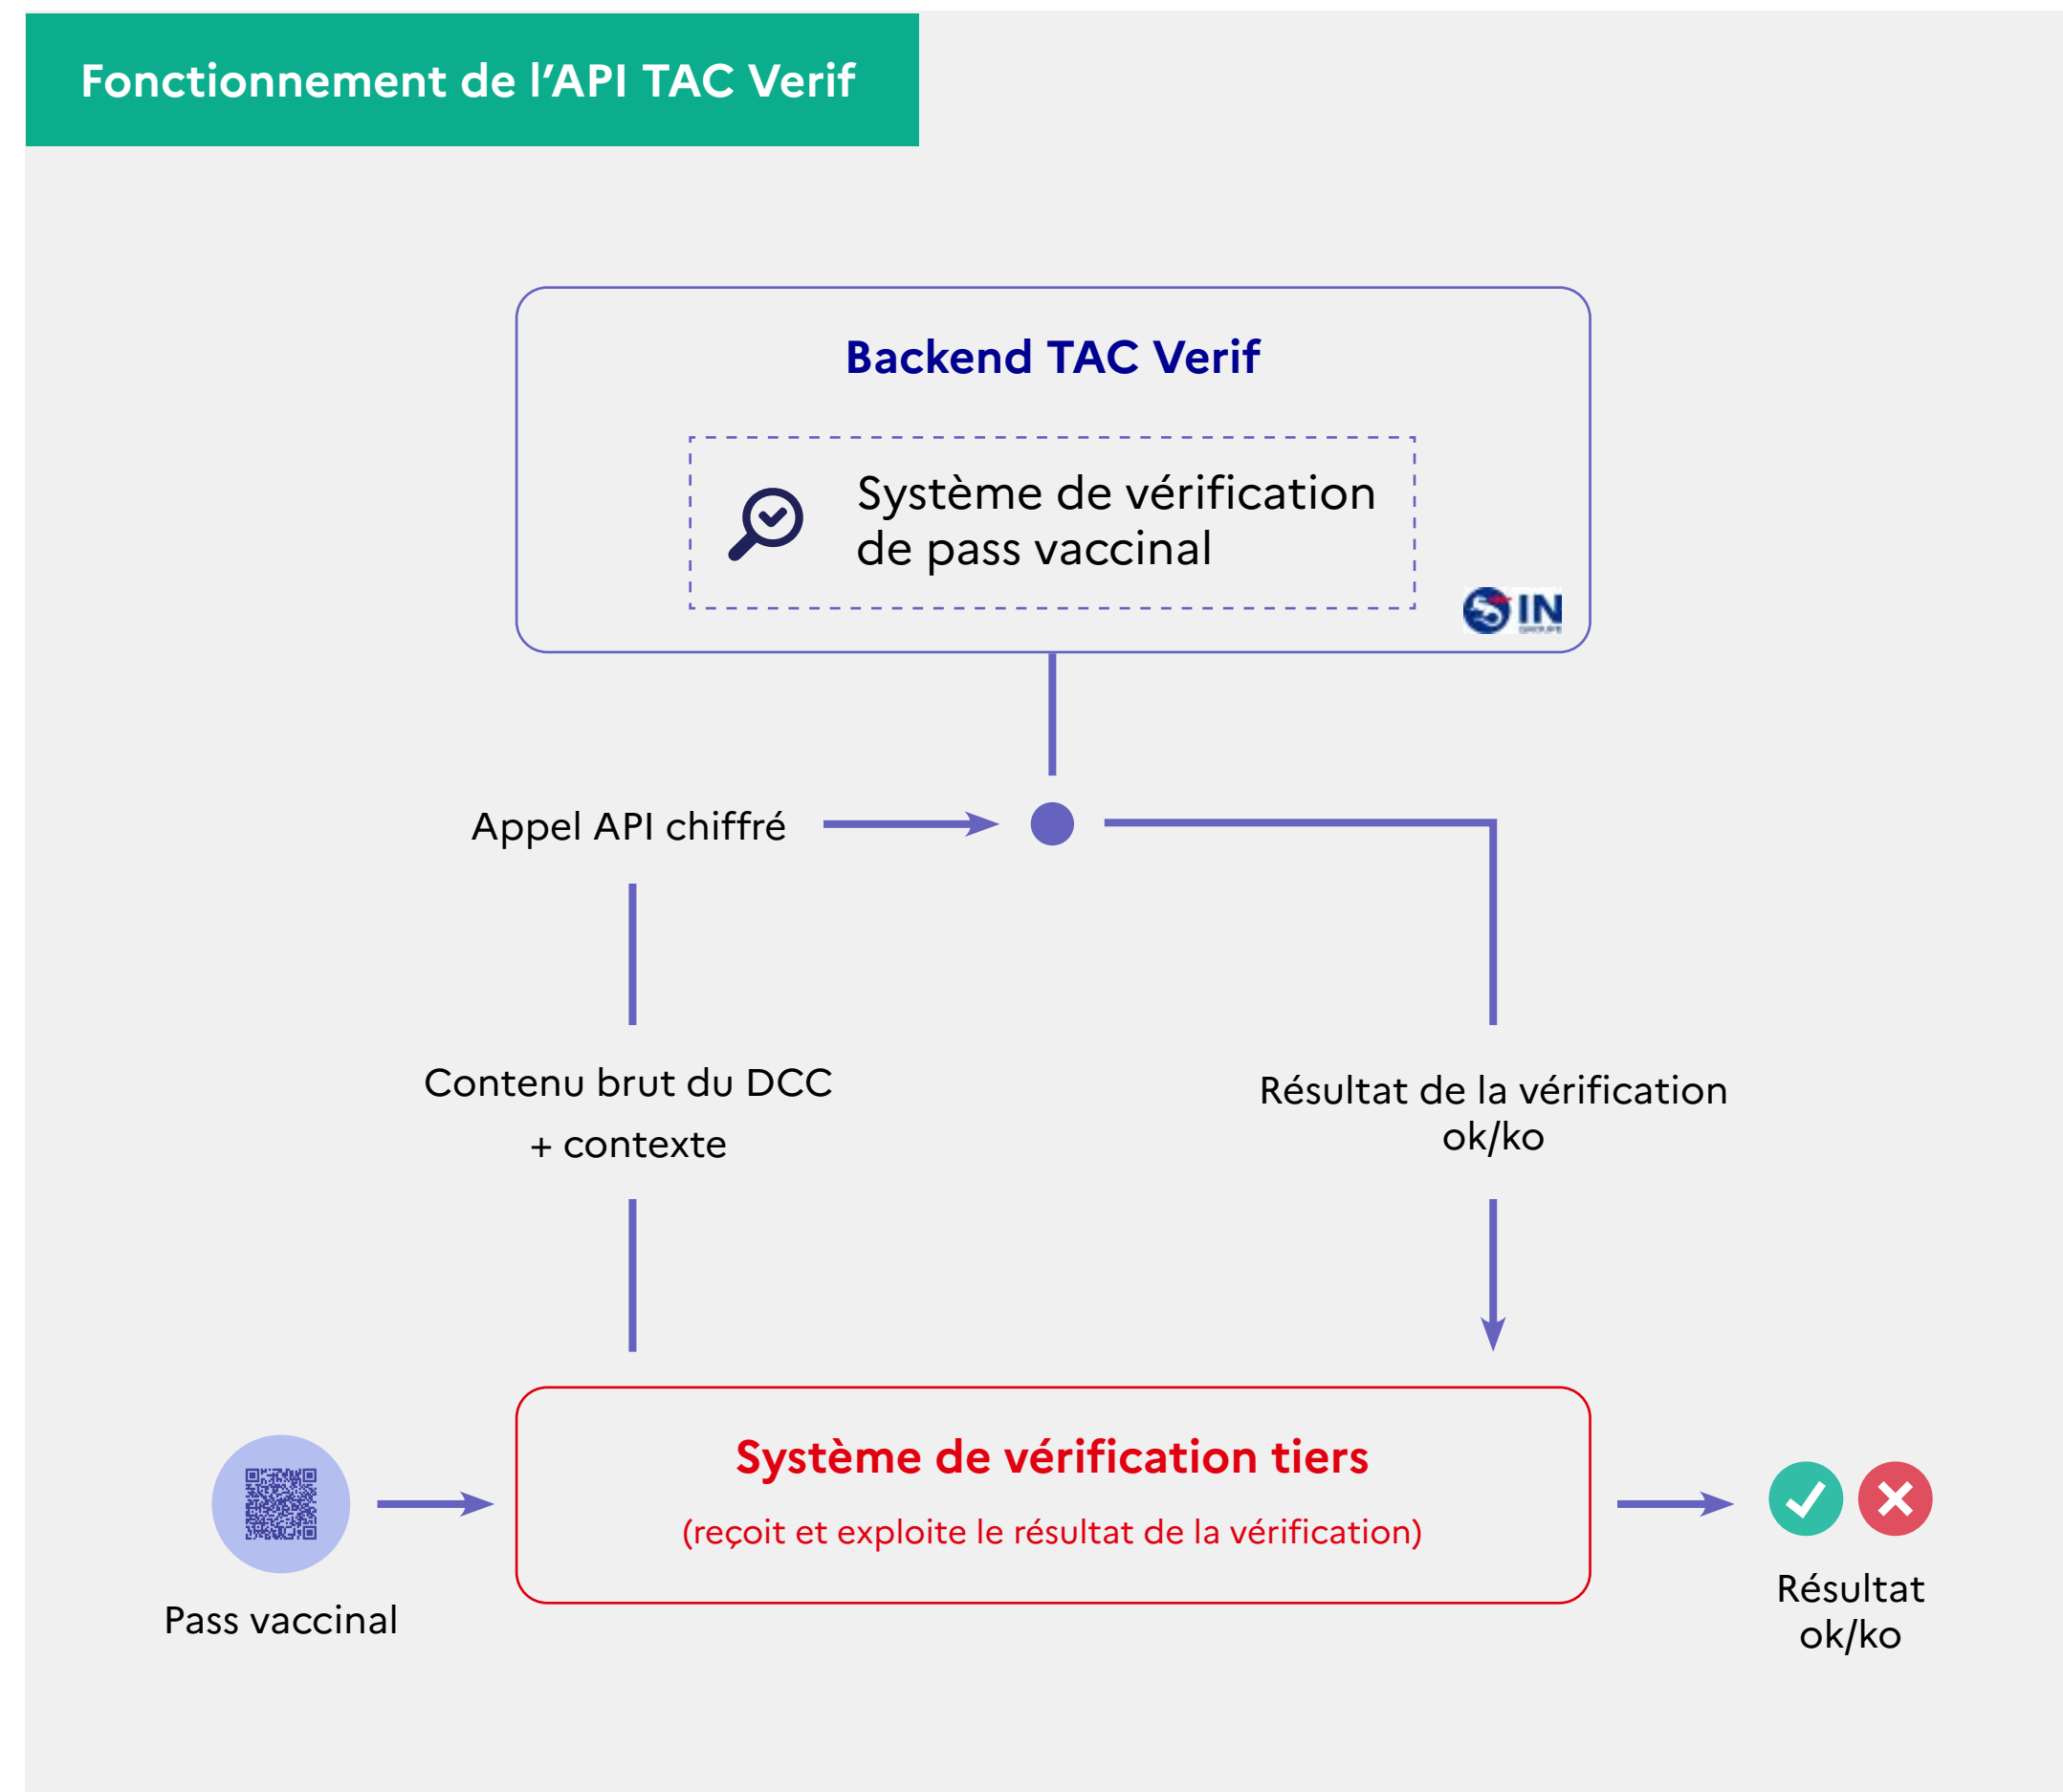 Fonctionnement de l’API TAC Verif
Backend TAC Verif
Système de vérification
de pass vaccinal
IN
Appel API chiffré
Contenu brut du DCC
+ contexte
Résultat de la vérification
ok/ko
Système de vérification tiers
(reçoit et exploite le résultat de la vérification)
Pass vaccinal
Résultat
ok/ko